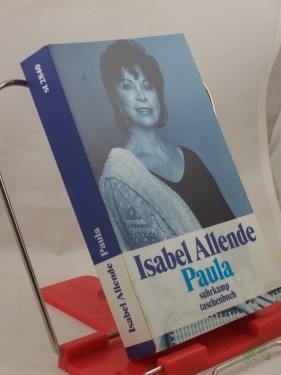 st 2840
Isabel Allende Paula
Isabel Allende
Paula
suhrkamp
taschenbuch